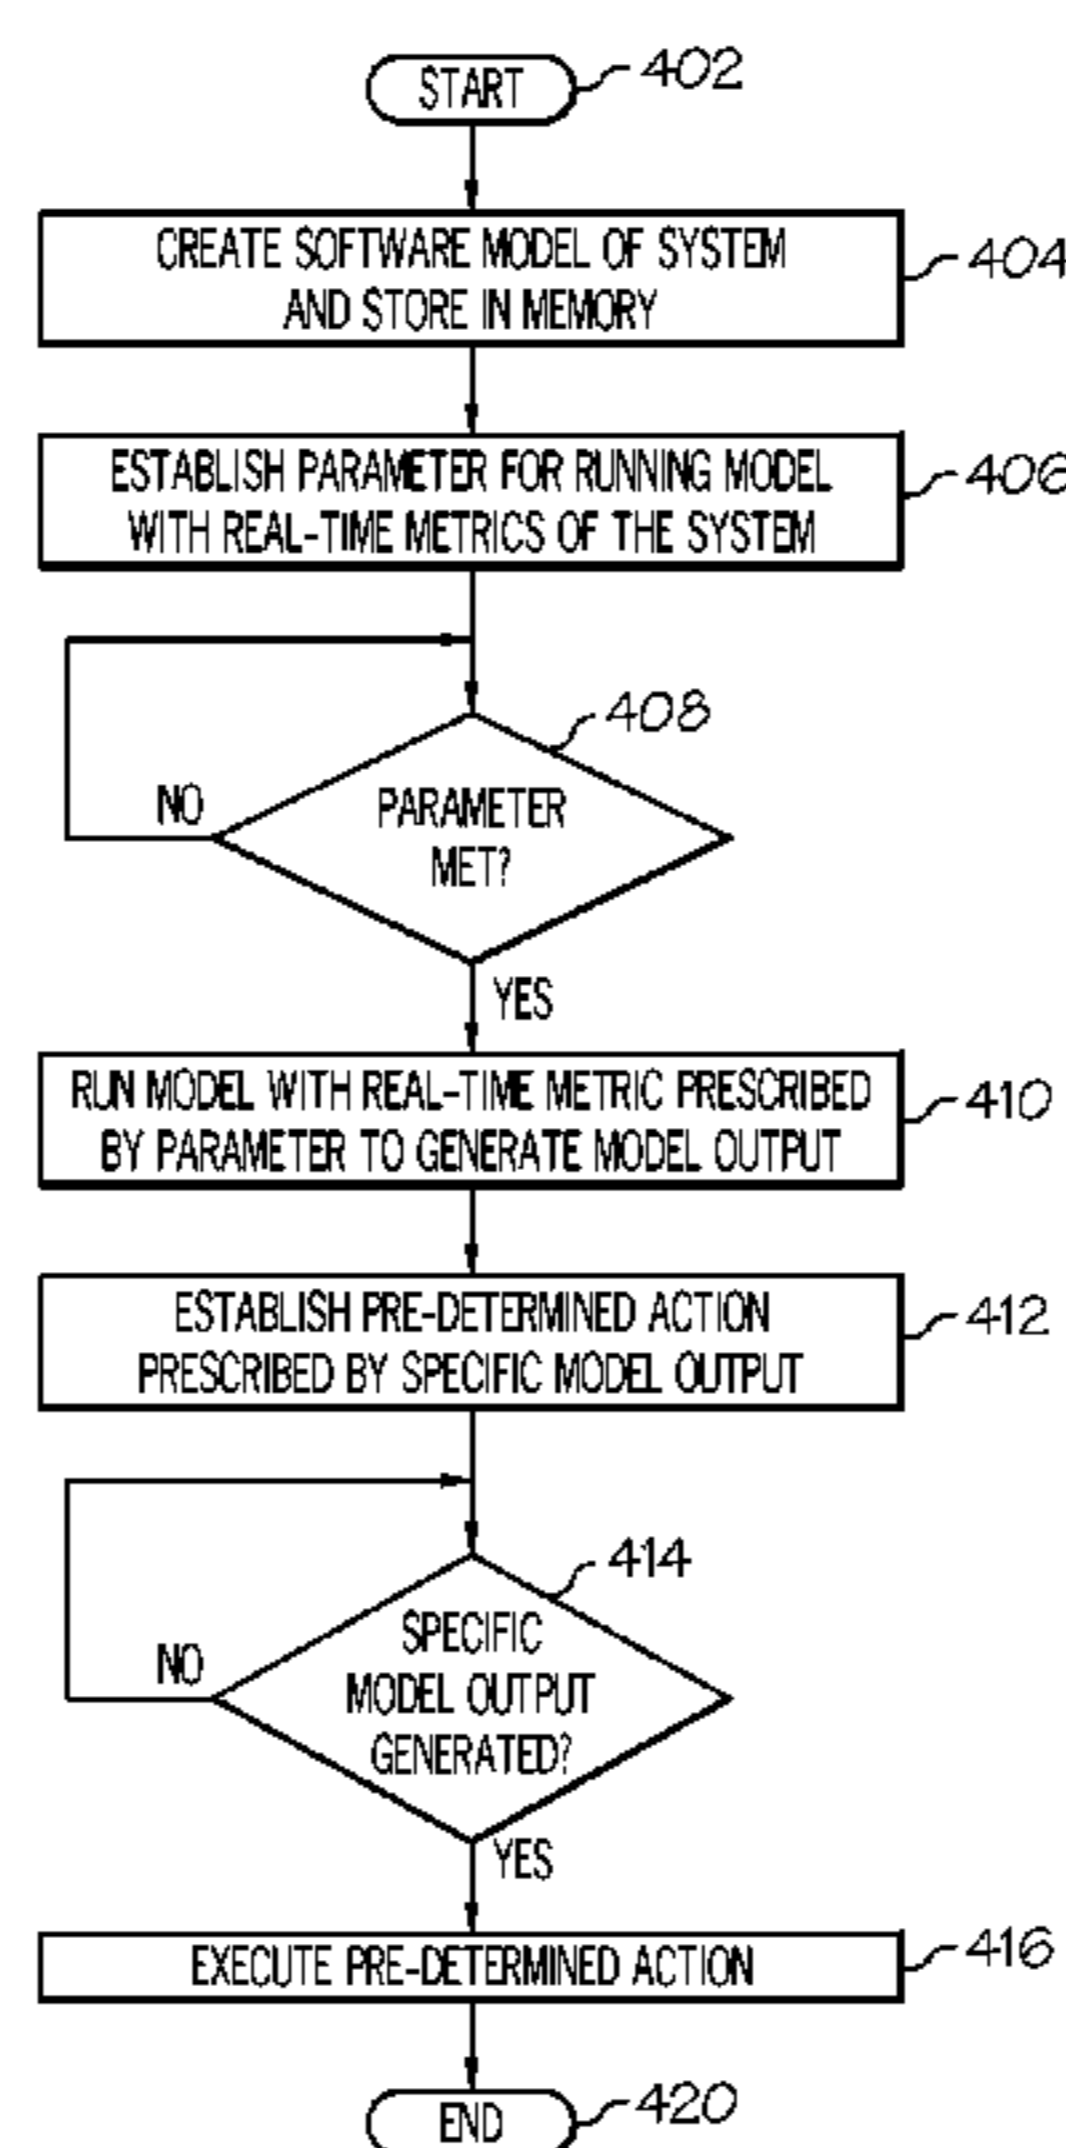 START
402
CREATE SOFTWARE MODEL OF SYSTEM
AND STORE IN MEMORY
404
ESTABLISH PARAMETER FOR RUNNING MODEL
WITH REAL-TIME METRICS OF THE SYSTEM
406
408
PARAMETER
MET?
NO
YES
RUN MODEL WITH REAL-TIME METRIC PRESCRIBED
BY PARAMETER TO GENERATE MODEL OUTPUT
410
ESTABLISH PRE-DETERMINED ACTION
PRESCRIBED BY SPECIFIC MODEL OUTPUT
412
414
SPECIFIC
MODEL OUTPUT
GENERATED?
NO
YES
EXECUTE PRE-DETERMINED ACTION
416
END
420